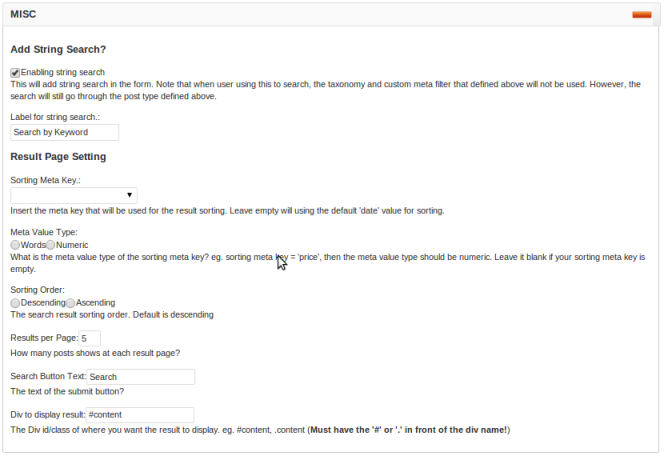 MISC
Add String Search?
Enabling string search
This will add string search in the form. Note that when user using this to search, the taxonomy and custom meta filter that defined above will not be used. However, the
search will still go through the post type defined above.
Label for string search.:
Search by Keyword
Result Page Setting
Sorting Meta Key.:
Insert the meta key that will be used for the result sorting. Leave empty will using the default 'date' value for sorting.
Meta Value Type:
Words Numeric
What is the meta value type of the sorting meta key? eg. sorting meta key = 'price', then the meta value type should be numeric. Leave it blank if your sorting meta key is
empty.
Sorting Order:
Descending Ascending
The search result sorting order. Default is descending
Results per Page: 5
How many posts shows at each result page?
Search Button Text: Search
The text of the submit button?
Div to display result: #content
The Div id/class of where you want the result to display. eg. #content, .content (Must have the '#' or '.' in front of the div name!)